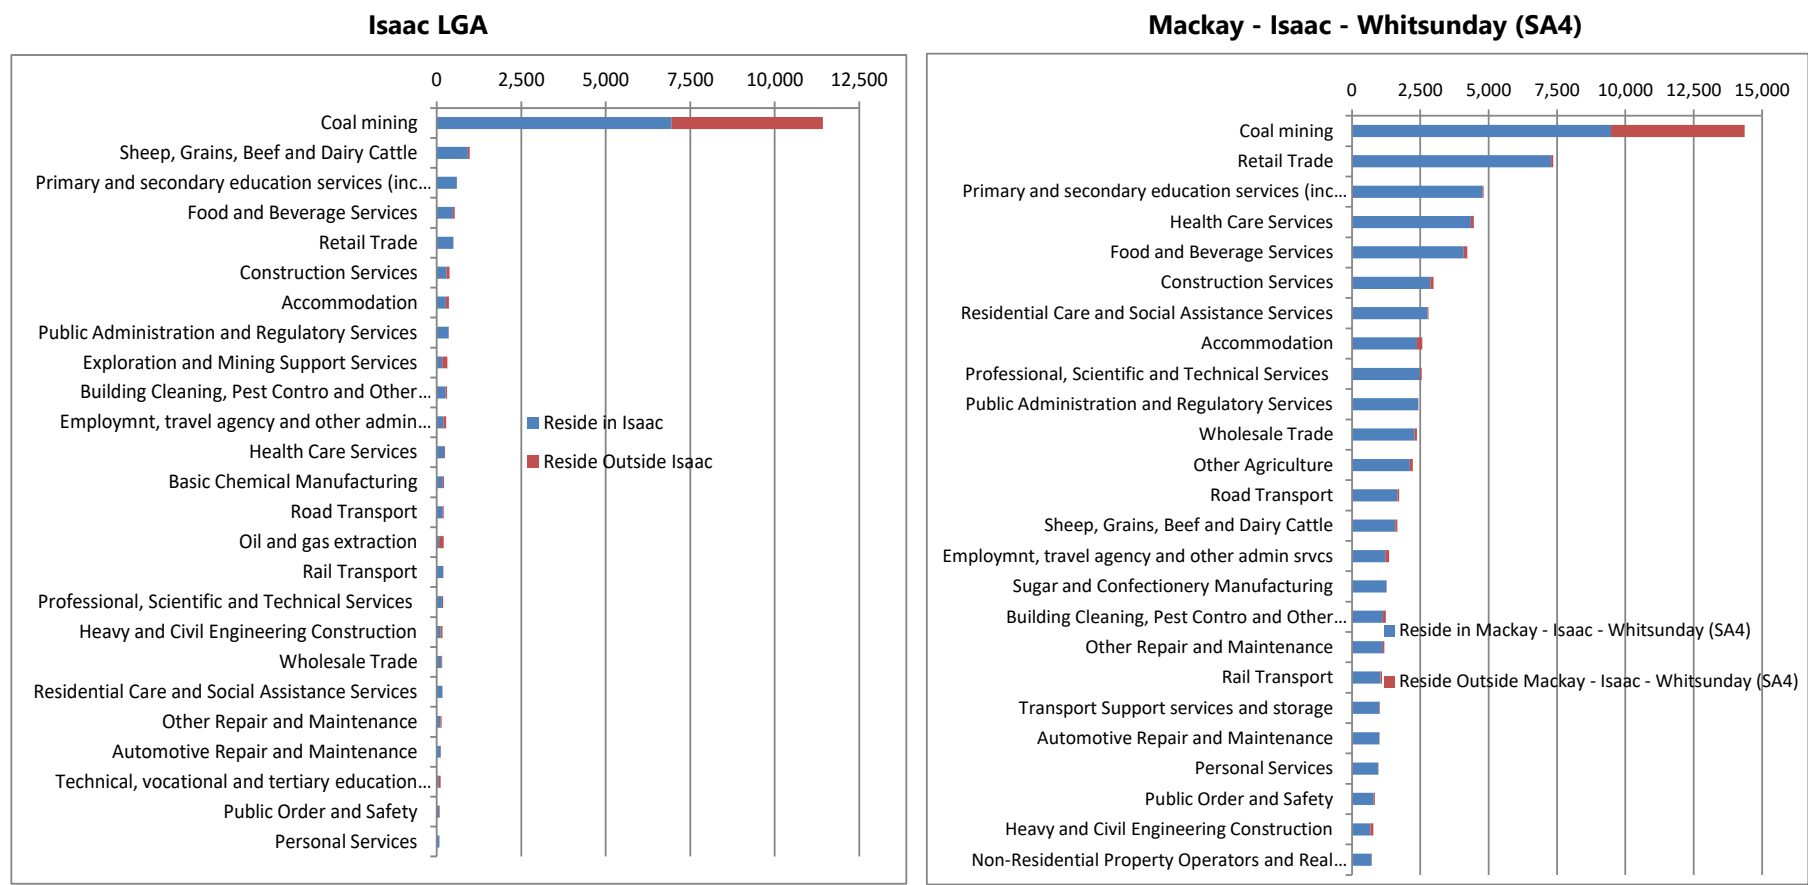 Isaac LGA
0 2,500 5,000 7,500 10,000 12,500
Coal mining
Sheep, Grains, Beef and Dairy Cattle
Primary and secondary education services (inc...
Food and Beverage Services
Retail Trade
Construction Services
Accommodation
Public Administration and Regulatory Services
Exploration and Mining Support Services
Building Cleaning, Pest Contro and Other...
Employmnt, travel agency and other admin...
Health Care Services
Basic Chemical Manufacturing
Road Transport
Oil and gas extraction
Rail Transport
Professional, Scientific and Technical Services
Heavy and Civil Engineering Construction
Wholesale Trade
Residential Care and Social Assistance Services
Other Repair and Maintenance
Automotive Repair and Maintenance
Technical, vocational and tertiary education...
Public Order and Safety
Personal Services
Reside in Isaac
Reside Outside Isaac
Mackay - Isaac - Whitsunday (SA4)
0 2,500 5,000 7,500 10,000 12,500 15,000
Coal mining
Retail Trade
Primary and secondary education services (inc...
Health Care Services
Food and Beverage Services
Construction Services
Residential Care and Social Assistance Services
Accommodation
Professional, Scientific and Technical Services
Public Administration and Regulatory Services
Wholesale Trade
Other Agriculture
Road Transport
Sheep, Grains, Beef and Dairy Cattle
Employmnt, travel agency and other admin srvcs
Sugar and Confectionery Manufacturing
Building Cleaning, Pest Contro and Other...
Other Repair and Maintenance
Rail Transport
Transport Support services and storage
Automotive Repair and Maintenance
Personal Services
Public Order and Safety
Heavy and Civil Engineering Construction
Non-Residential Property Operators and Real...
Reside in Mackay - Isaac - Whitsunday (SA4)
Reside Outside Mackay - Isaac - Whitsunday (SA4)